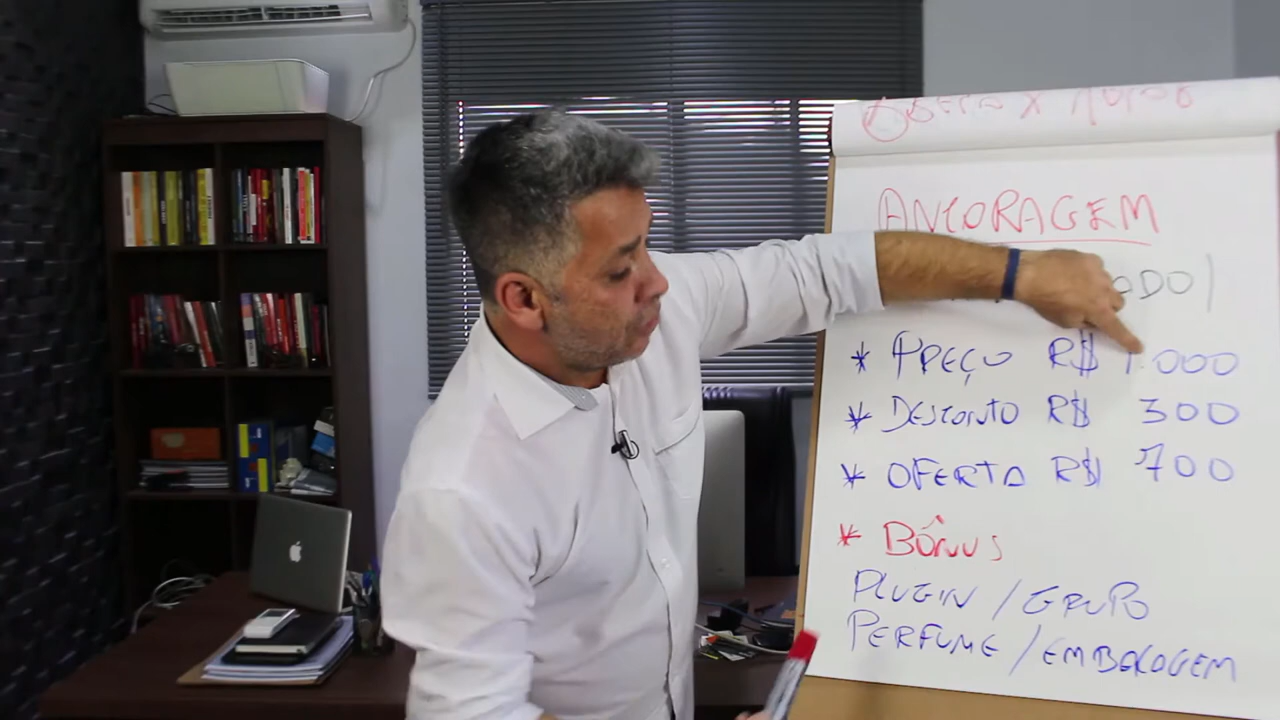 ANCORAGEM
* PREÇO R$ 1.000
* DESCONTO R$ 300
* OFERTA R$ 700
* BÔNUS
PLUGIN / GRUPO
PERFUME / EMBALAGEM